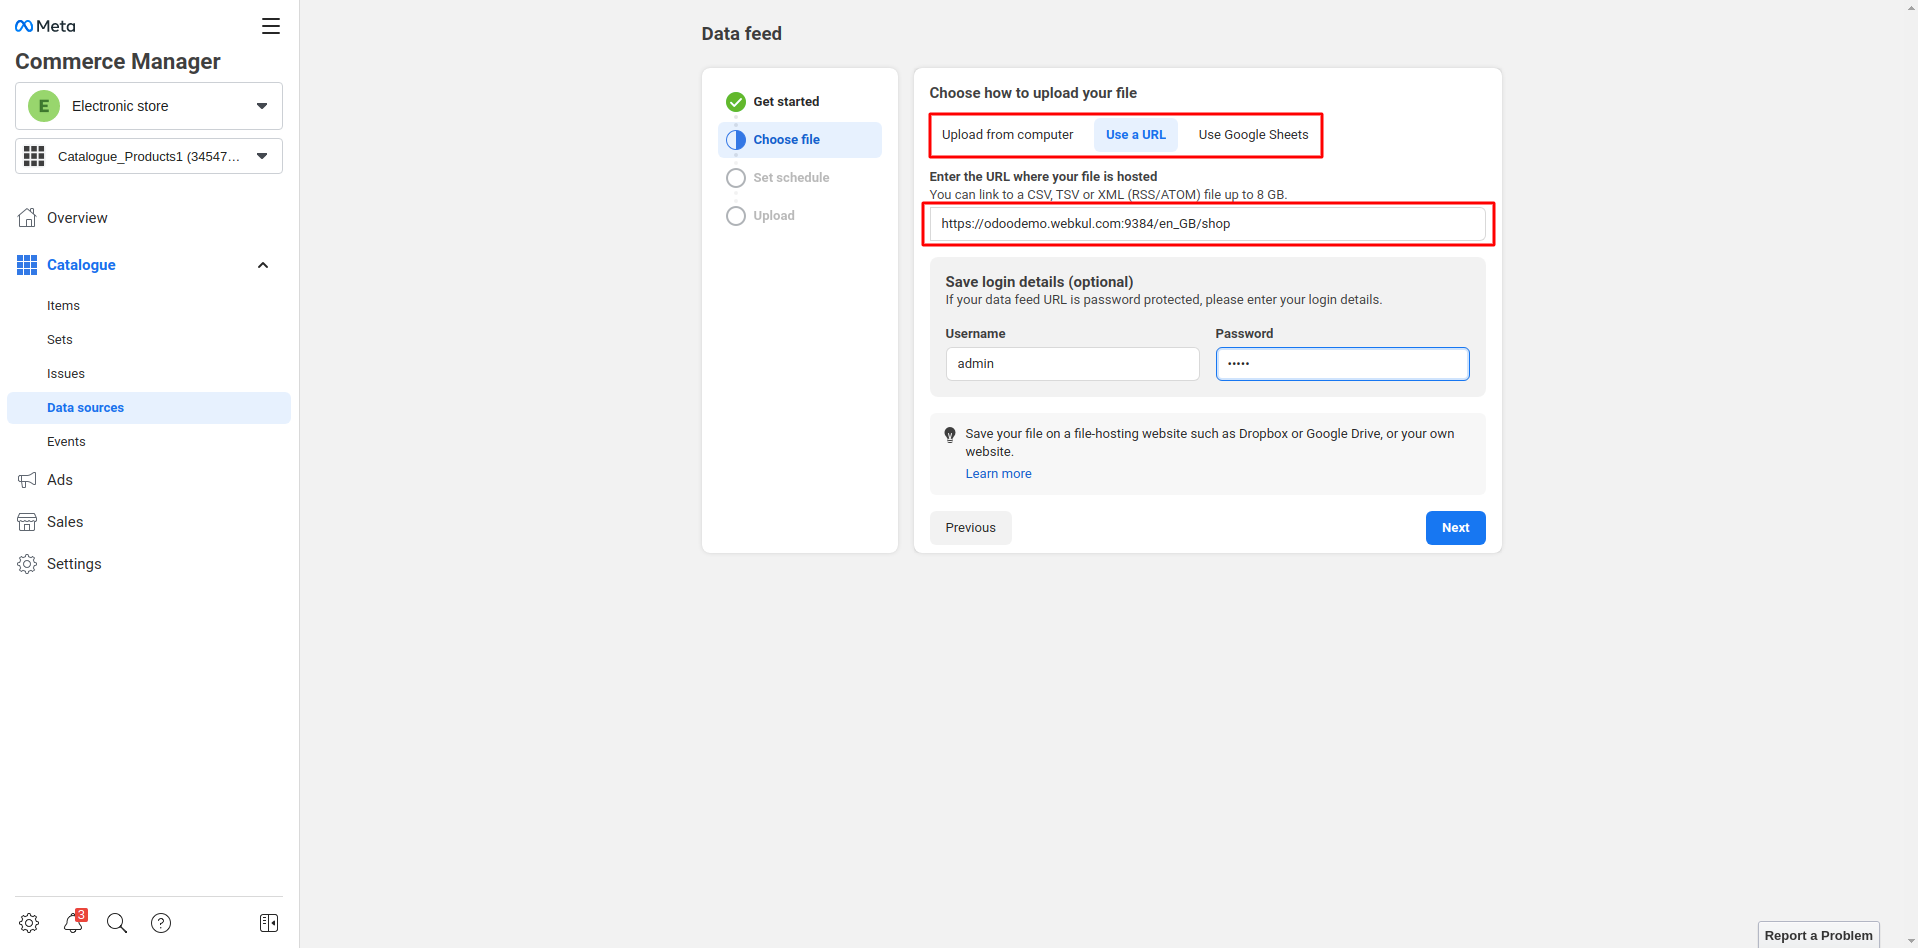 Meta
Commerce Manager
E Electronic store
Catalogue_Products1 (34547...
Overview
Catalogue
Items
Sets
Issues
Data sources
Events
Ads
Sales
Settings
3
?
Data feed
Get started
Choose file
Set schedule
Upload
Choose how to upload your file
Upload from computer Use a URL Use Google Sheets
Enter the URL where your file is hosted
You can link to a CSV, TSV or XML (RSS/ATOM) file up to 8 GB.
https://odoodemo.webkul.com:9384/en_GB/shop
Save login details (optional)
If your data feed URL is password protected, please enter your login details.
Username Password
admin •••••
Save your file on a file-hosting website such as Dropbox or Google Drive, or your own
website.
Learn more
Previous Next
Report a Problem